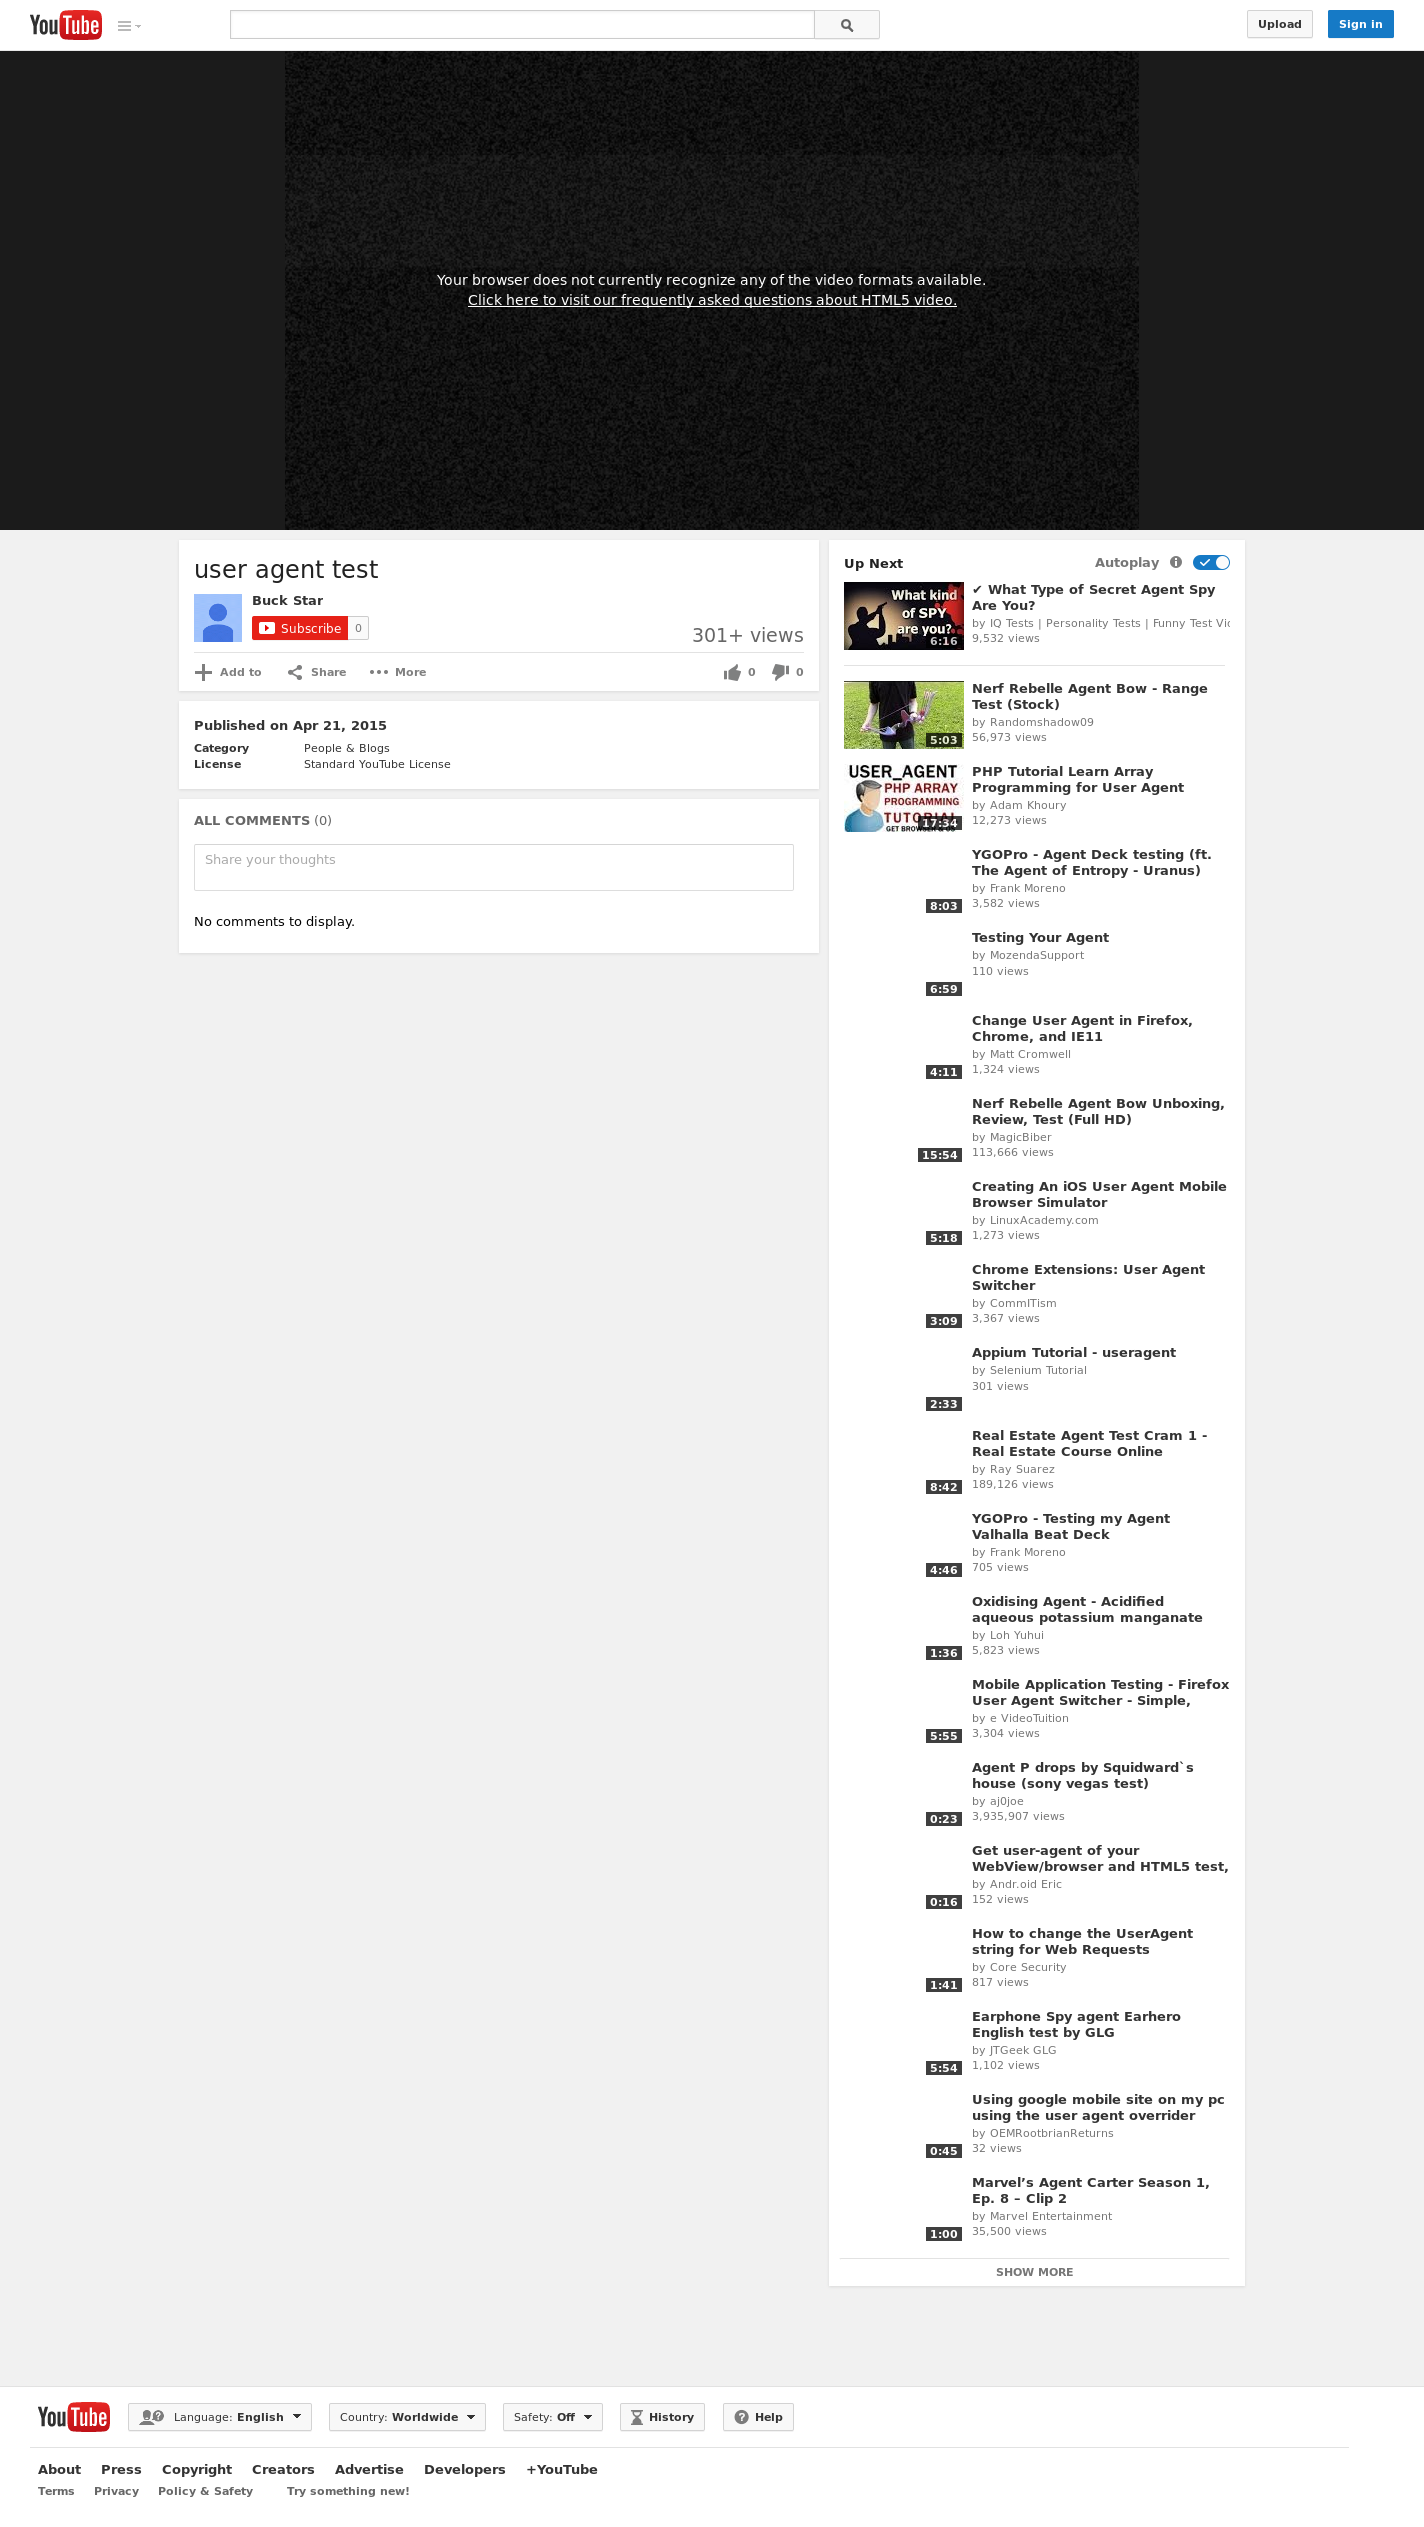 YouTube
Upload
Sign in
Your browser does not currently recognize any of the video formats available.
Click here to visit our frequently asked questions about HTML5 video.
user agent test
Buck Star
Subscribe 0
301+ views
Add to Share More 0 0
Published on Apr 21, 2015
Category People & Blogs
License Standard YouTube License
ALL COMMENTS (0)
Share your thoughts
No comments to display.
Up Next Autoplay
What kind
of SPY
are you?
6:16
✔ What Type of Secret Agent Spy
Are You?
by IQ Tests | Personality Tests | Funny Test Vid
9,532 views
5:03
Nerf Rebelle Agent Bow - Range
Test (Stock)
by Randomshadow09
56,973 views
USER_AGENT
PHP ARRAY
PROGRAMMING
TUTORIAL
GET BROWSER & OS
17:34
PHP Tutorial Learn Array
Programming for User Agent
by Adam Khoury
12,273 views
8:03
YGOPro - Agent Deck testing (ft.
The Agent of Entropy - Uranus)
by Frank Moreno
3,582 views
6:59
Testing Your Agent
by MozendaSupport
110 views
4:11
Change User Agent in Firefox,
Chrome, and IE11
by Matt Cromwell
1,324 views
15:54
Nerf Rebelle Agent Bow Unboxing,
Review, Test (Full HD)
by MagicBiber
113,666 views
5:18
Creating An iOS User Agent Mobile
Browser Simulator
by LinuxAcademy.com
1,273 views
3:09
Chrome Extensions: User Agent
Switcher
by CommITism
3,367 views
2:33
Appium Tutorial - useragent
by Selenium Tutorial
301 views
8:42
Real Estate Agent Test Cram 1 -
Real Estate Course Online
by Ray Suarez
189,126 views
4:46
YGOPro - Testing my Agent
Valhalla Beat Deck
by Frank Moreno
705 views
1:36
Oxidising Agent - Acidified
aqueous potassium manganate
by Loh Yuhui
5,823 views
5:55
Mobile Application Testing - Firefox
User Agent Switcher - Simple,
by e VideoTuition
3,304 views
0:23
Agent P drops by Squidward`s
house (sony vegas test)
by aj0joe
3,935,907 views
0:16
Get user-agent of your
WebView/browser and HTML5 test,
by Andr.oid Eric
152 views
1:41
How to change the UserAgent
string for Web Requests
by Core Security
817 views
5:54
Earphone Spy agent Earhero
English test by GLG
by JTGeek GLG
1,102 views
0:45
Using google mobile site on my pc
using the user agent overrider
by OEMRootbrianReturns
32 views
1:00
Marvel’s Agent Carter Season 1,
Ep. 8 – Clip 2
by Marvel Entertainment
35,500 views
SHOW MORE
YouTube
Language: English
Country: Worldwide
Safety: Off
History
Help
About Press Copyright Creators Advertise Developers +YouTube
Terms Privacy Policy & Safety Try something new!